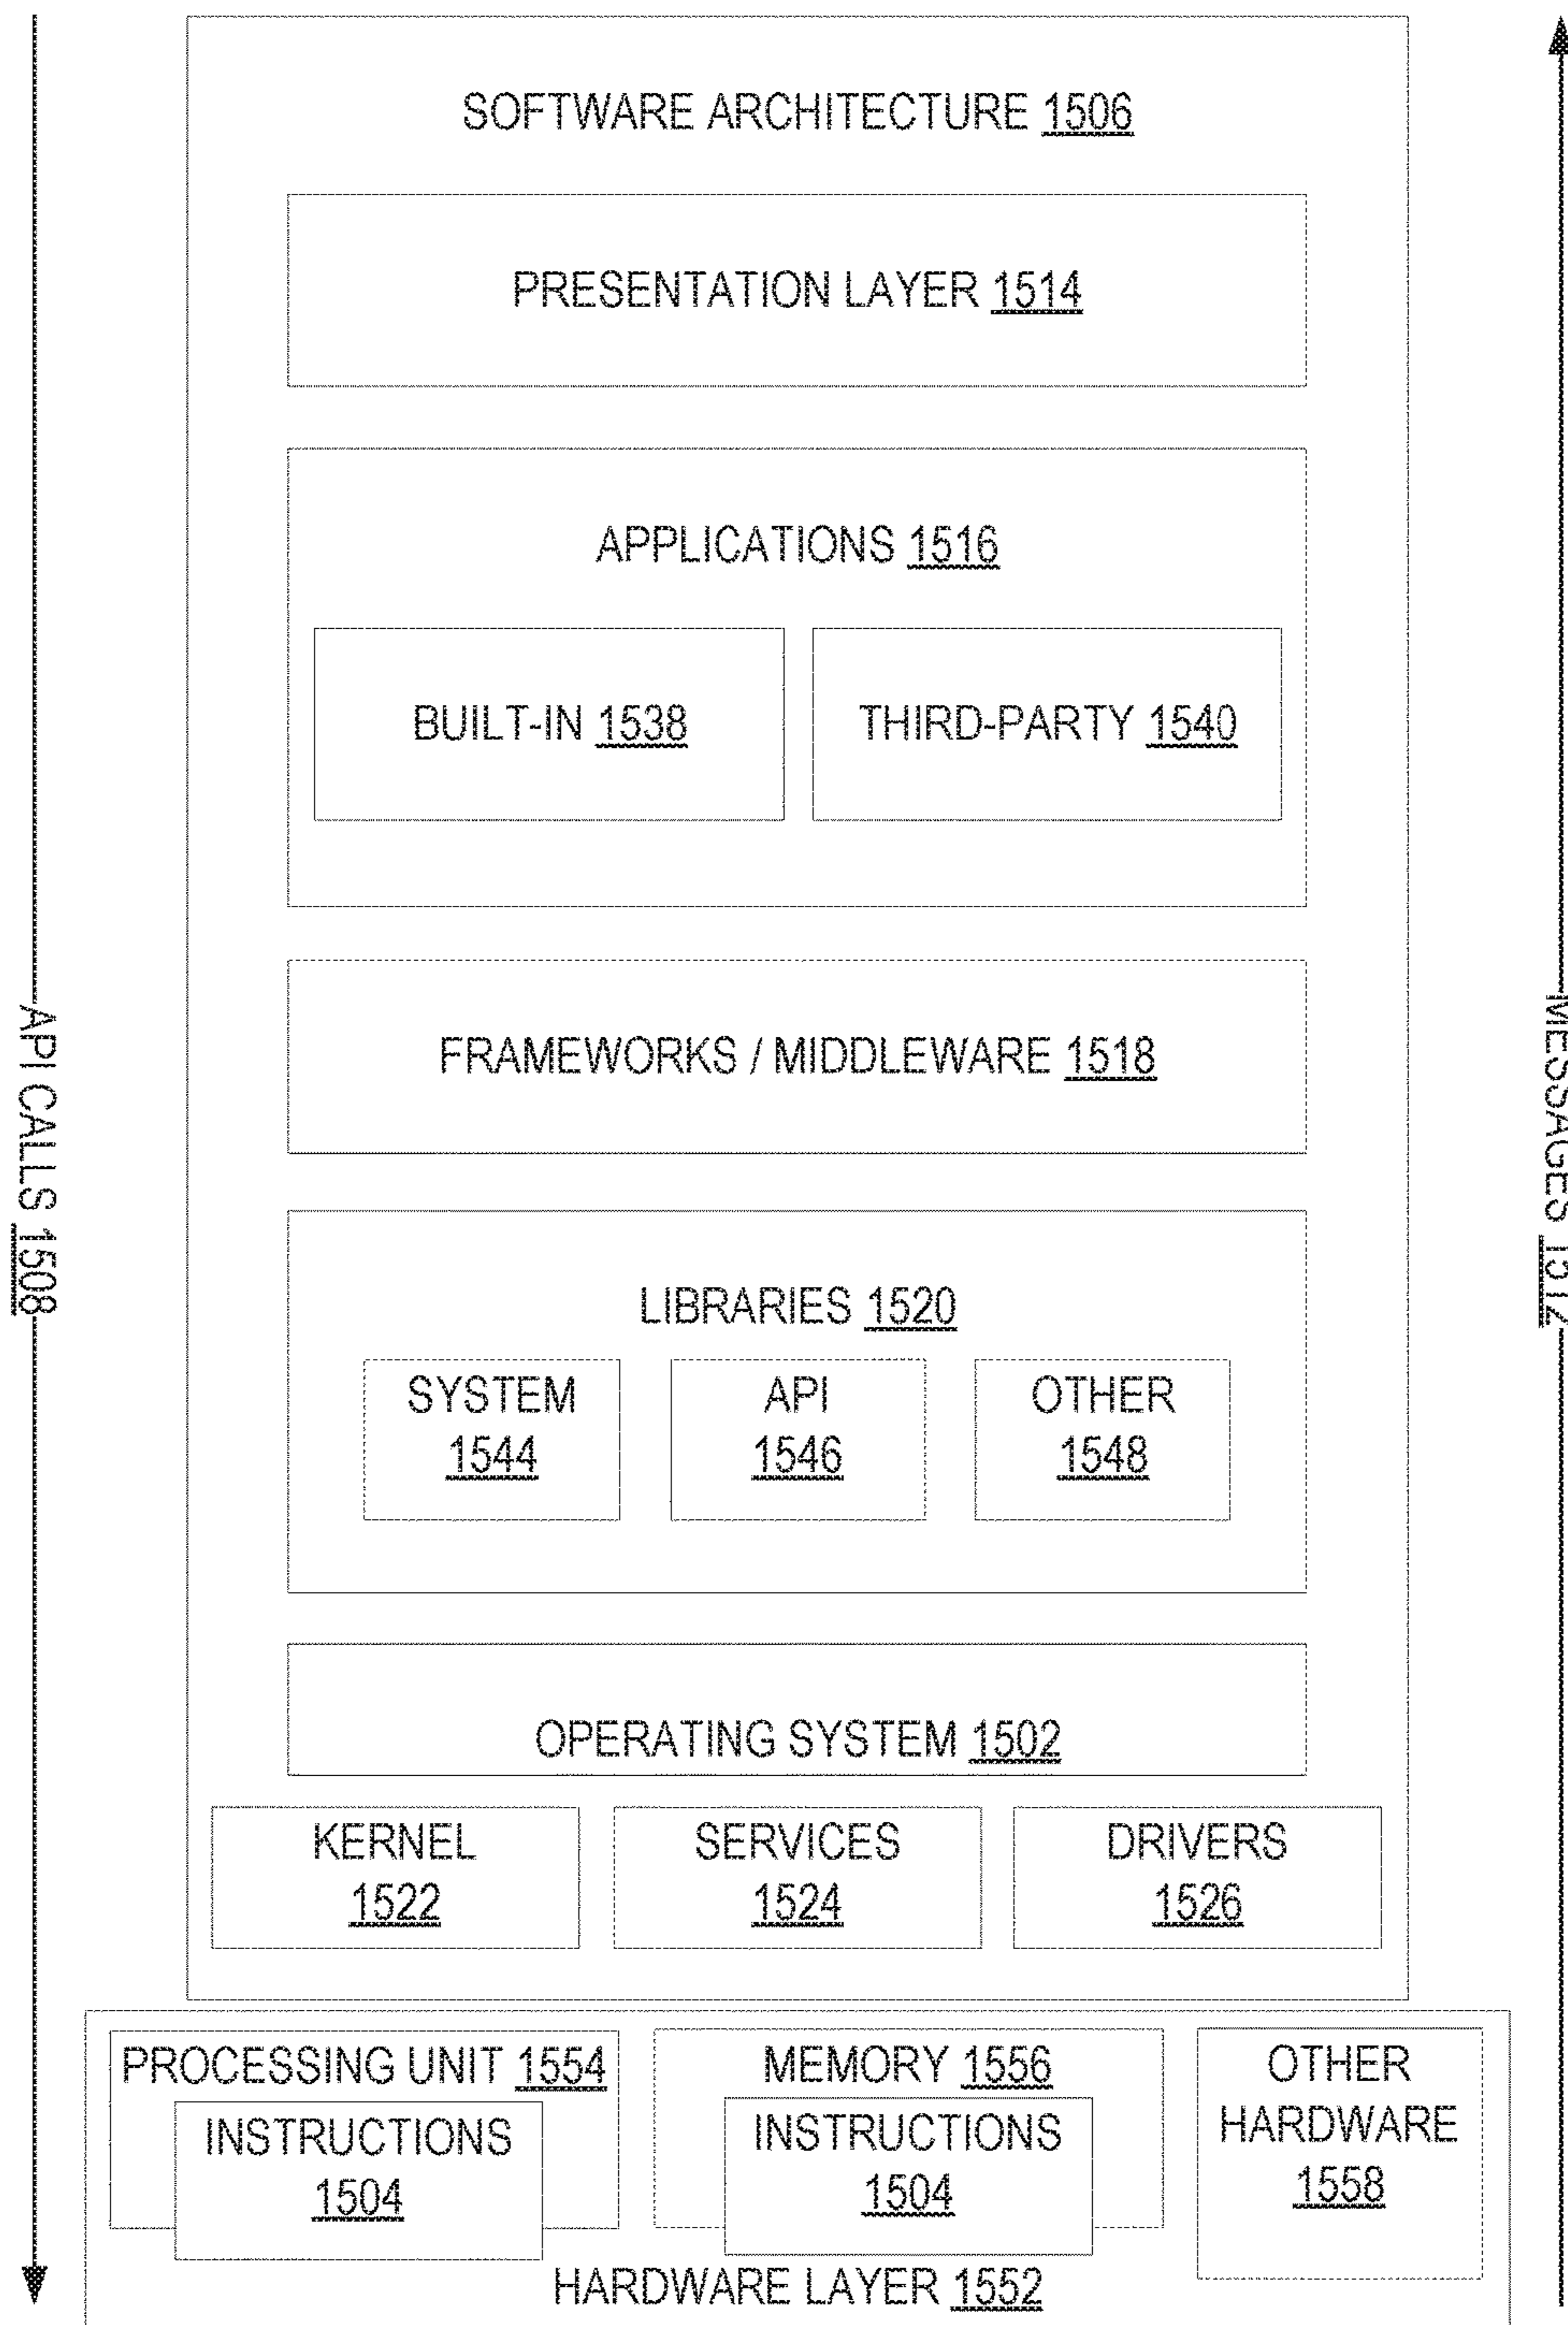 SOFTWARE ARCHITECTURE 1506
PRESENTATION LAYER 1514
APPLICATIONS 1516
BUILT-IN 1538
THIRD-PARTY 1540
FRAMEWORKS / MIDDLEWARE 1518
API CALLS 1508
MESSAGES 1512
LIBRARIES 1520
SYSTEM
1544
API
1546
OTHER
1548
OPERATING SYSTEM 1502
KERNEL
1522
SERVICES
1524
DRIVERS
1526
PROCESSING UNIT 1554
INSTRUCTIONS
1504
MEMORY 1556
INSTRUCTIONS
1504
OTHER
HARDWARE
1558
HARDWARE LAYER 1552